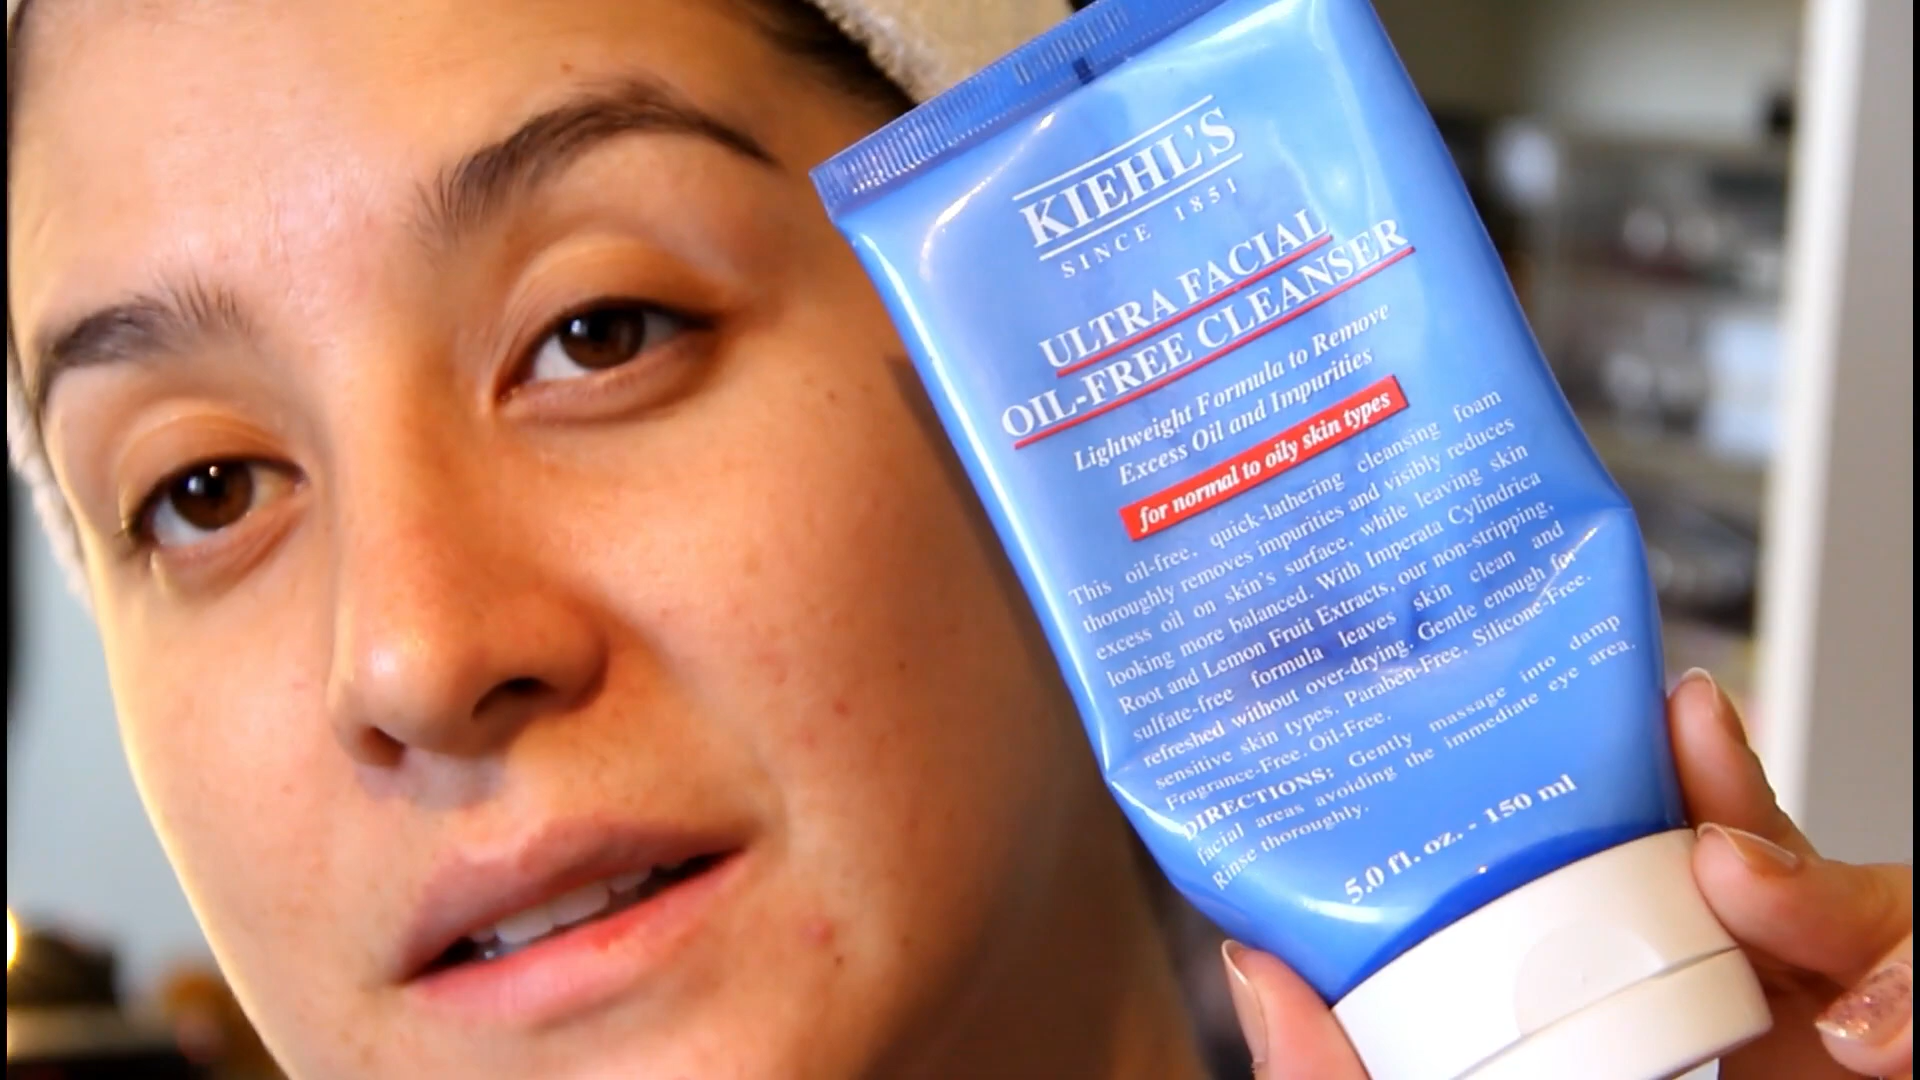 KIEHL'S
SINCE 1851
ULTRA FACIAL
OIL-FREE CLEANSER
Lightweight Formula to Remove
Excess Oil and Impurities
for normal to oily skin types
This oil-free, quick-lathering cleansing foam
thoroughly removes impurities and visibly reduces
excess oil on skin's surface, while leaving skin
looking more balanced. With Imperata Cylindrica
Root and Lemon Fruit Extracts, our non-stripping,
sulfate-free formula leaves skin clean and
refreshed without over-drying. Gentle enough for
sensitive skin types. Paraben-Free. Silicone-Free.
Fragrance-Free. Oil-Free.
DIRECTIONS: Gently massage into damp
facial areas avoiding the immediate eye area.
Rinse thoroughly.
5.0 fl. oz. - 150 ml